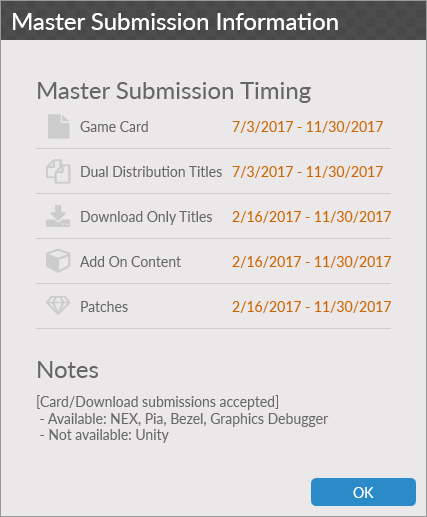 Master Submission Information
Master Submission Timing
Game Card 7/3/2017 - 11/30/2017
Dual Distribution Titles 7/3/2017 - 11/30/2017
Download Only Titles 2/16/2017 - 11/30/2017
Add On Content 2/16/2017 - 11/30/2017
Patches 2/16/2017 - 11/30/2017
Notes
[Card/Download submissions accepted]
- Available: NEX, Pia, Bezel, Graphics Debugger
- Not available: Unity
OK